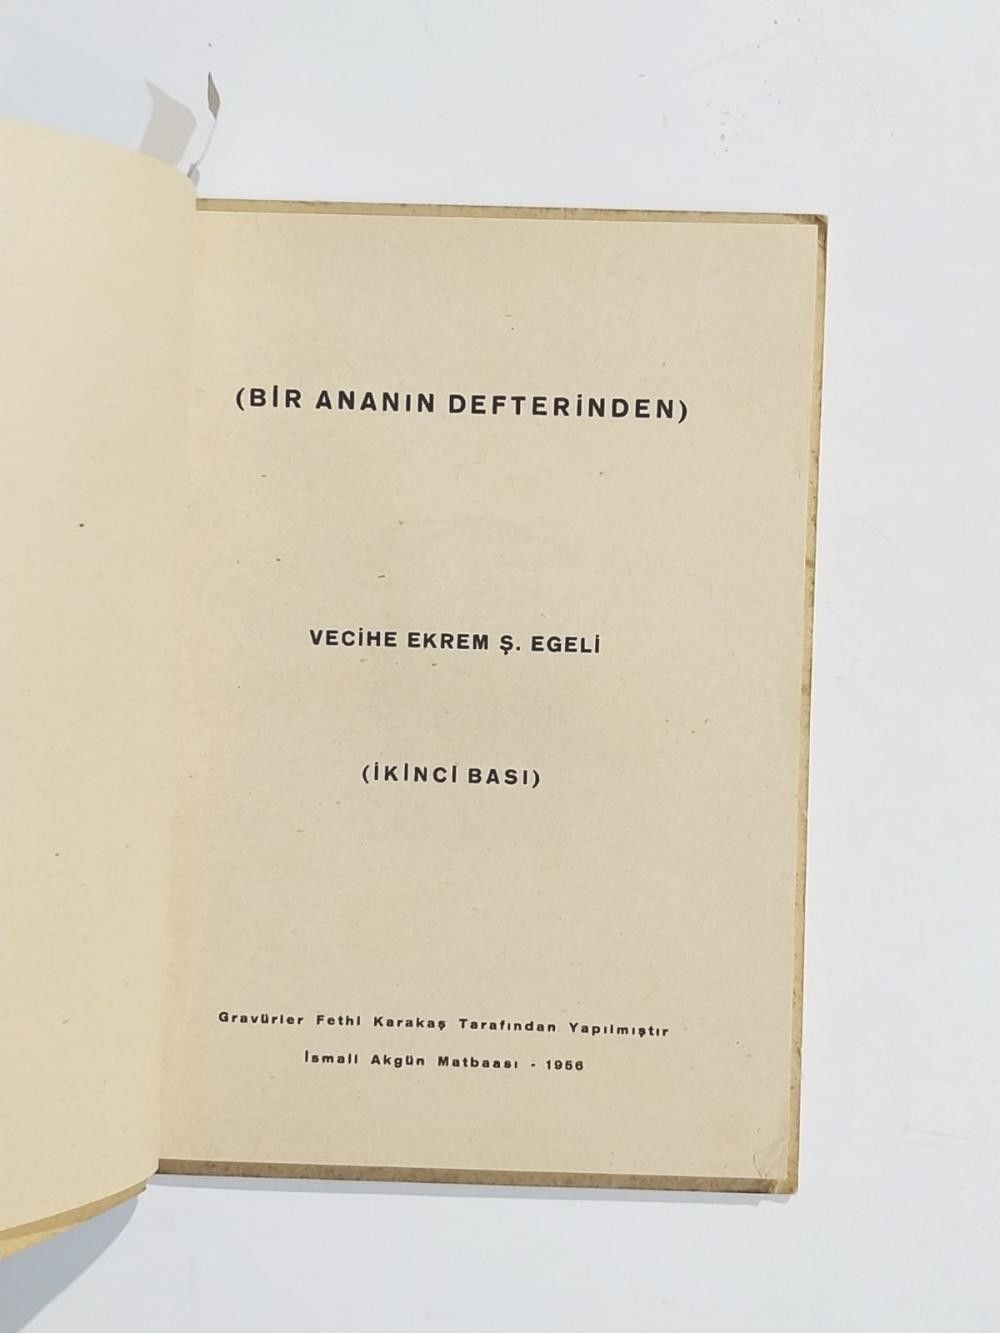 (BİR ANANIN DEFTERİNDEN)
VECİHE EKREM Ş. EGELİ
(İKİNCİ BASI)
Gravürler Fethi Karakaş Tarafından Yapılmıştır
İsmail Akgün Matbaası - 1956